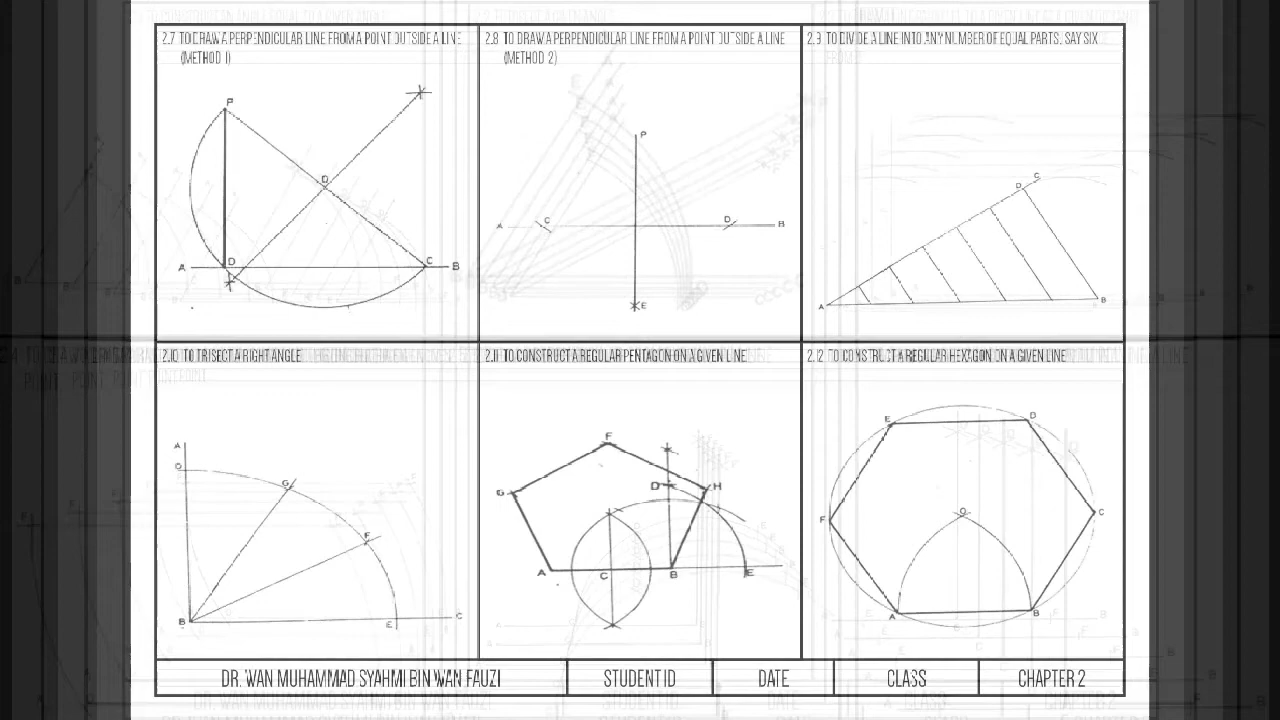 2.7 TO DRAW A PERPENDICULAR LINE FROM A POINT OUTSIDE A LINE
(METHOD 1)
P
D
A
D
C
B
2.8 TO DRAW A PERPENDICULAR LINE FROM A POINT OUTSIDE A LINE
(METHOD 2)
P
A
C
D
B
E
2.9 TO DIVIDE A LINE INTO ANY NUMBER OF EQUAL PARTS, SAY SIX
C
D
A
B
2.10 TO TRISECT A RIGHT ANGLE
A
D
G
F
B
E
C
2.11 TO CONSTRUCT A REGULAR PENTAGON ON A GIVEN LINE
F
D
H
G
A
C
B
E
2.12 TO CONSTRUCT A REGULAR HEXAGON ON A GIVEN LINE
E
D
F
O
C
A
B
DR. WAN MUHAMMAD SYAHMI BIN WAN FAUZI
STUDENT ID
DATE
CLASS
CHAPTER 2